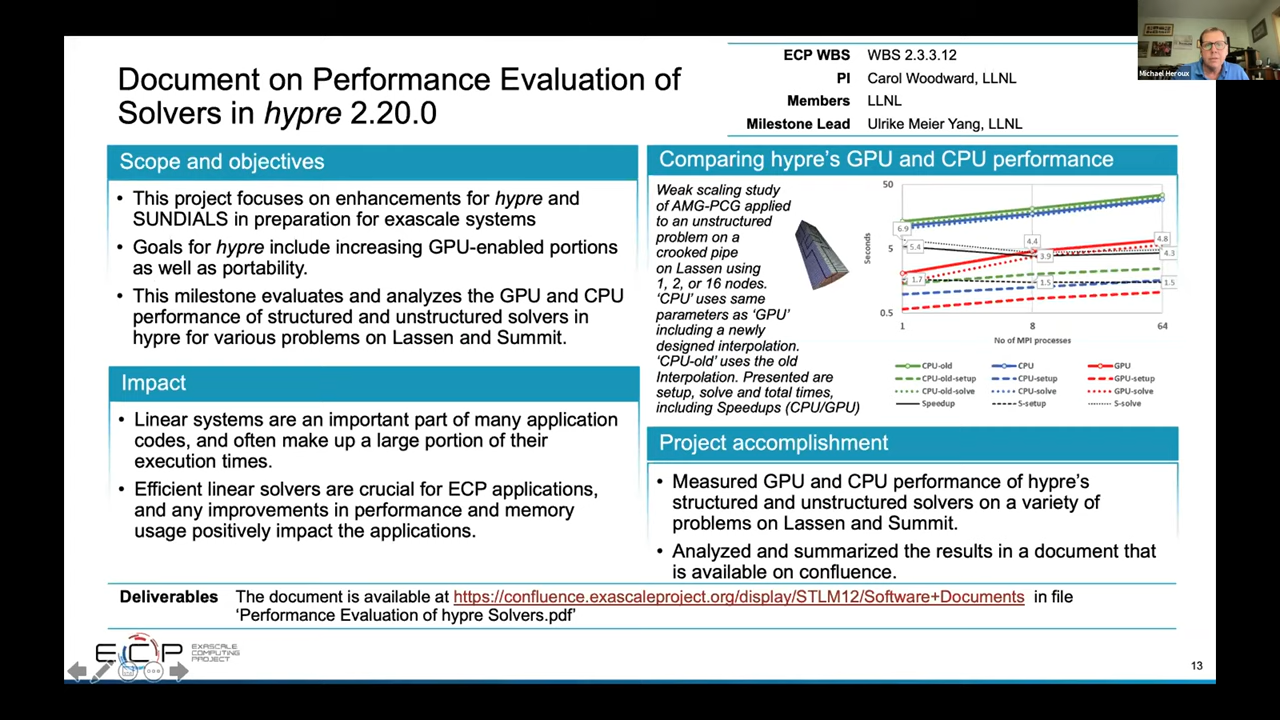 Michael Heroux
Document on Performance Evaluation of
Solvers in hypre 2.20.0
ECP WBS WBS 2.3.3.12
PI Carol Woodward, LLNL
Members LLNL
Milestone Lead Ulrike Meier Yang, LLNL
Scope and objectives
• This project focuses on enhancements for hypre and
SUNDIALS in preparation for exascale systems
• Goals for hypre include increasing GPU-enabled portions
as well as portability.
• This milestone evaluates and analyzes the GPU and CPU
performance of structured and unstructured solvers in
hypre for various problems on Lassen and Summit.
Impact
• Linear systems are an important part of many application
codes, and often make up a large portion of their
execution times.
• Efficient linear solvers are crucial for ECP applications,
and any improvements in performance and memory
usage positively impact the applications.
Comparing hypre's GPU and CPU performance
Weak scaling study
of AMG-PCG applied
to an unstructured
problem on a
crooked pipe
on Lassen using
1, 2, or 16 nodes.
‘CPU’ uses same
parameters as ‘GPU’
including a newly
designed interpolation.
‘CPU-old’ uses the old
Interpolation. Presented are
setup, solve and total times,
including Speedups (CPU/GPU)
50
5
0.5
Seconds
6.9
5.4
1.7
4.4
3.9
1.5
4.8
4.3
1.5
1 8 64
No of MPI processes
CPU-old CPU GPU
CPU-old-setup CPU-setup GPU-setup
CPU-old-solve CPU-solve GPU-solve
Speedup S-setup S-solve
Project accomplishment
• Measured GPU and CPU performance of hypre's
structured and unstructured solvers on a variety of
problems on Lassen and Summit.
• Analyzed and summarized the results in a document that
is available on confluence.
Deliverables The document is available at https://confluence.exascaleproject.org/display/STLM12/Software+Documents in file
‘Performance Evaluation of hypre Solvers.pdf’
ECP EXASCALE
COMPUTING
PROJECT
13